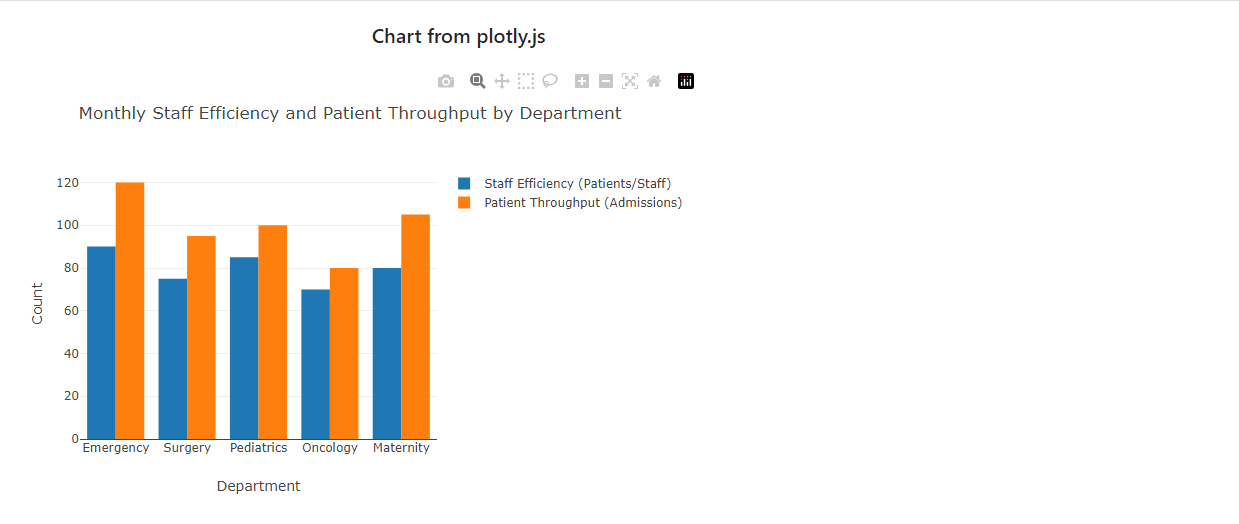 Chart from plotly.js
Monthly Staff Efficiency and Patient Throughput by Department
Staff Efficiency (Patients/Staff)
Patient Throughput (Admissions)
120
100
80
60
40
20
0
Count
Emergency Surgery Pediatrics Oncology Maternity
Department